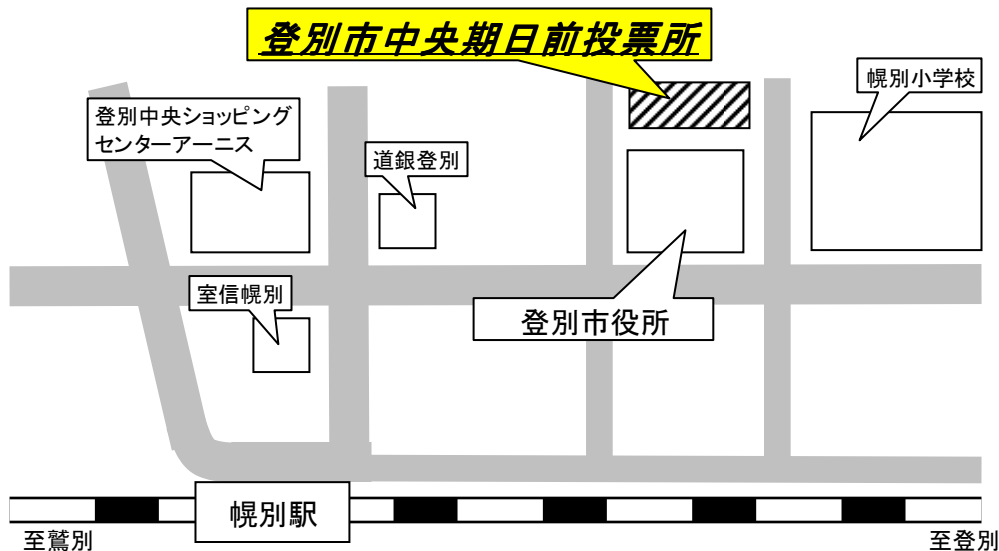 登別市中央期日前投票所
幌別小学校
登別中央ショッピング
センターアーニス
道銀登別
室信幌別
登別市役所
幌別駅
至鷲別
至登別